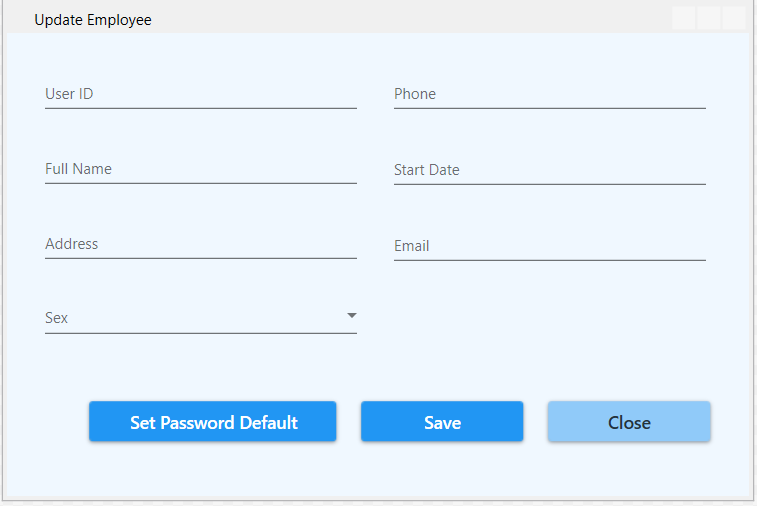 Update Employee
User ID
Phone
Full Name
Start Date
Address
Email
Sex
Set Password Default
Save
Close